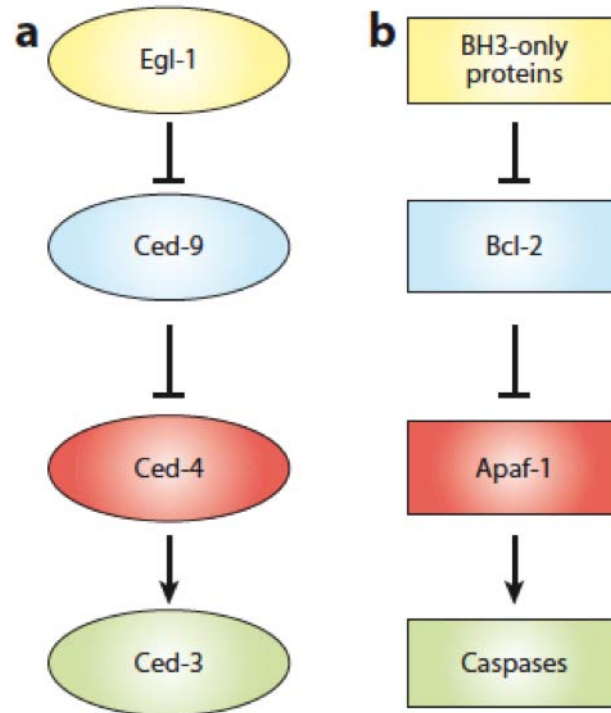 a
Egl-1
Ced-9
Ced-4
Ced-3
b
BH3-only
proteins
Bcl-2
Apaf-1
Caspases